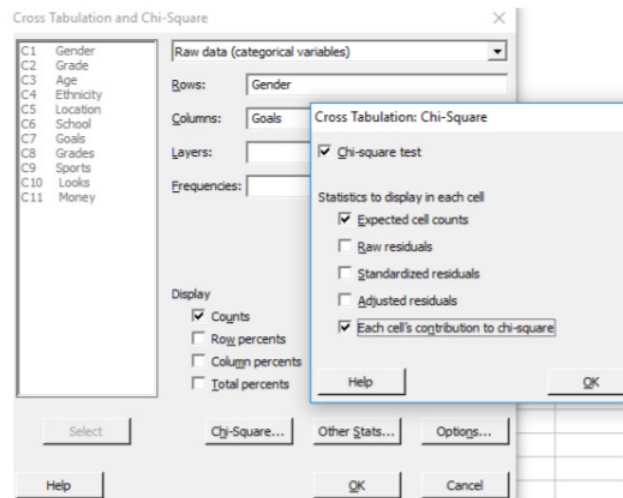 Cross Tabulation and Chi-Square
C1 Gender
C2 Grade
C3 Age
C4 Ethnicity
C5 Location
C6 School
C7 Goals
C8 Grades
C9 Sports
C10 Looks
C11 Money
Raw data (categorical variables)
Rows: Gender
Columns: Goals
Layers:
Frequencies:
Display
Counts
Row percents
Column percents
Total percents
Select
Chi-Square...
Other Stats...
Options...
Help
OK
Cancel
Cross Tabulation: Chi-Square
Chi-square test
Statistics to display in each cell
Expected cell counts
Raw residuals
Standardized residuals
Adjusted residuals
Each cell's contribution to chi-square
Help
OK